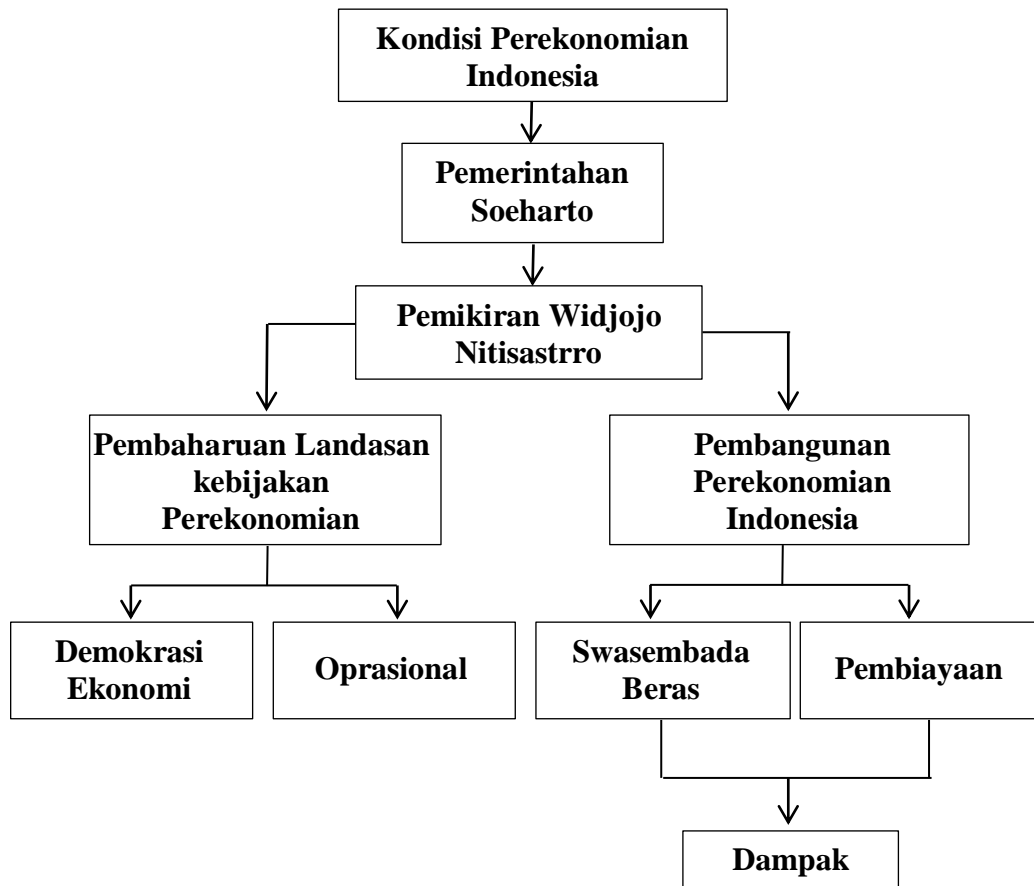 Kondisi Perekonomian
Indonesia
Pemerintahan
Soeharto
Pemikiran Widjojo
Nitisastrro
Pembaharuan Landasan
kebijakan
Perekonomian
Pembangunan
Perekonomian
Indonesia
Demokrasi
Ekonomi
Oprasional
Swasembada
Beras
Pembiayaan
Dampak